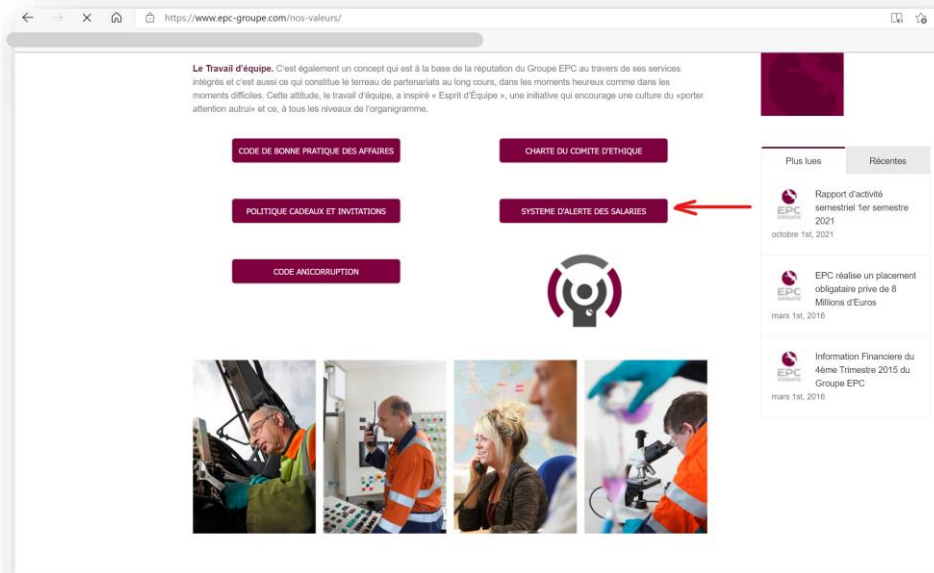 https://www.epc-groupe.com/nos-valeurs/
Le Travail d'équipe. C'est également un concept qui est à la base de la réputation du Groupe EPC au travers de ses services
intégrés et c'est aussi ce qui constitue le terreau de partenariats au long cours, dans les moments heureux comme dans les
moments difficiles. Cette attitude, le travail d'équipe, a inspiré « Esprit d'Équipe », une initiative qui encourage une culture du «porter
attention autrui» et ce, à tous les niveaux de l'organigramme.
CODE DE BONNE PRATIQUE DES AFFAIRES
CHARTE DU COMITE D'ETHIQUE
POLITIQUE CADEAUX ET INVITATIONS
SYSTEME D'ALERTE DES SALARIES
CODE ANICORRUPTION
Plus lues
Récentes
EPC
GROUPE
Rapport d'activité
semestriel 1er semestre
2021
octobre 1st, 2021
EPC
GROUPE
EPC réalise un placement
obligataire prive de 8
Millions d'Euros
mars 1st, 2016
EPC
GROUPE
Information Financiere du
4ème Trimestre 2015 du
Groupe EPC
mars 1st, 2016